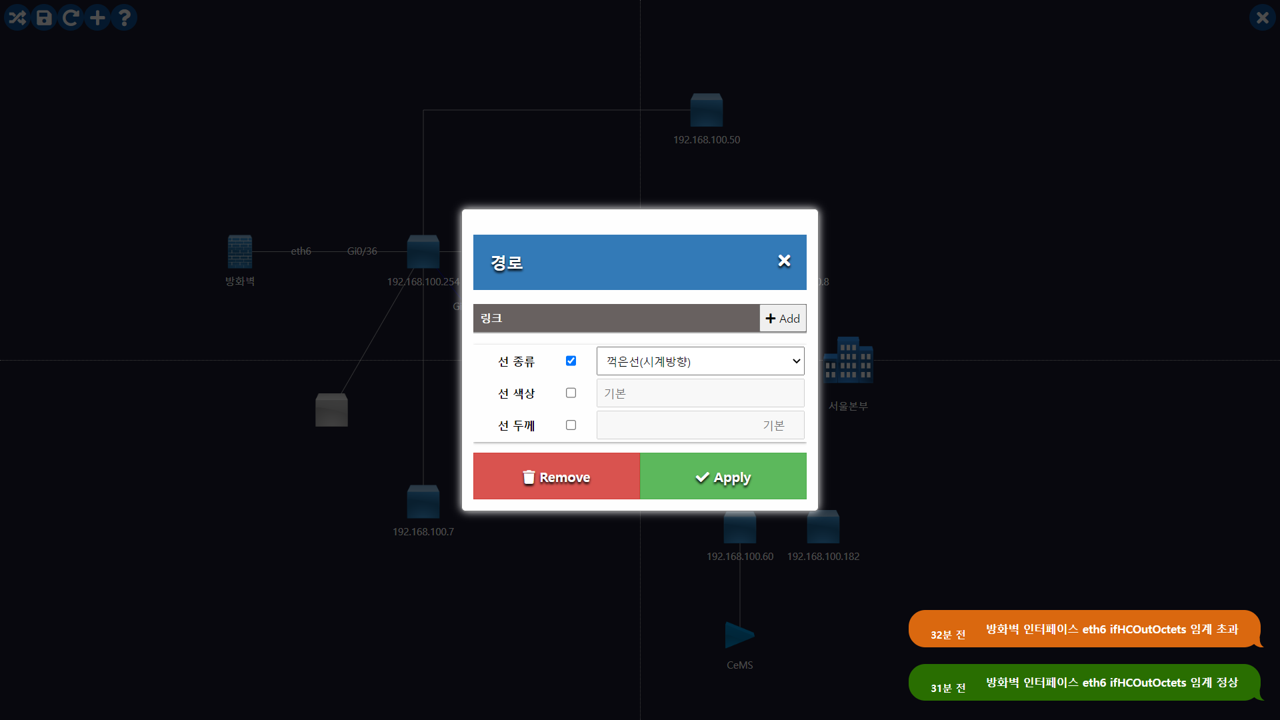 192.168.100.50
eth6
GI0/36
방화벽
192.168.100.254
G
0.8
경로
링크
Add
선 종류
꺽은선(시계방향)
선 색상
기본
선 두께
기본
Remove
Apply
서울본부
192.168.100.7
192.168.100.60
192.168.100.182
CeMS
32분 전
방화벽 인터페이스 eth6 ifHCOutOctets 임계 초과
31분 전
방화벽 인터페이스 eth6 ifHCOutOctets 임계 정상